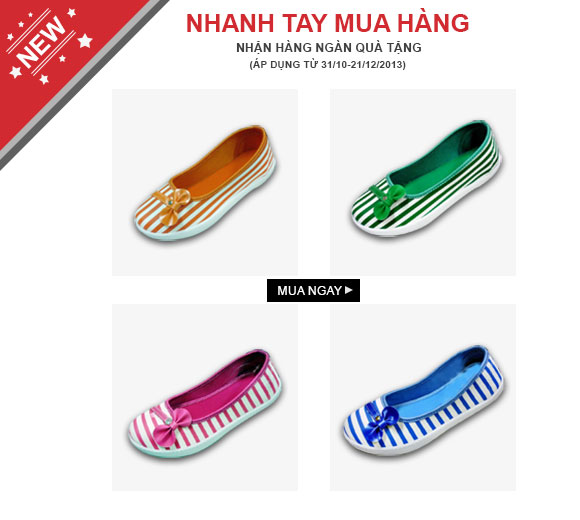 NEW
NHANH TAY MUA HÀNG
NHẬN HÀNG NGÀN QUÀ TẶNG
(ÁP DỤNG TỪ 31/10-21/12/2013)
MUA NGAY